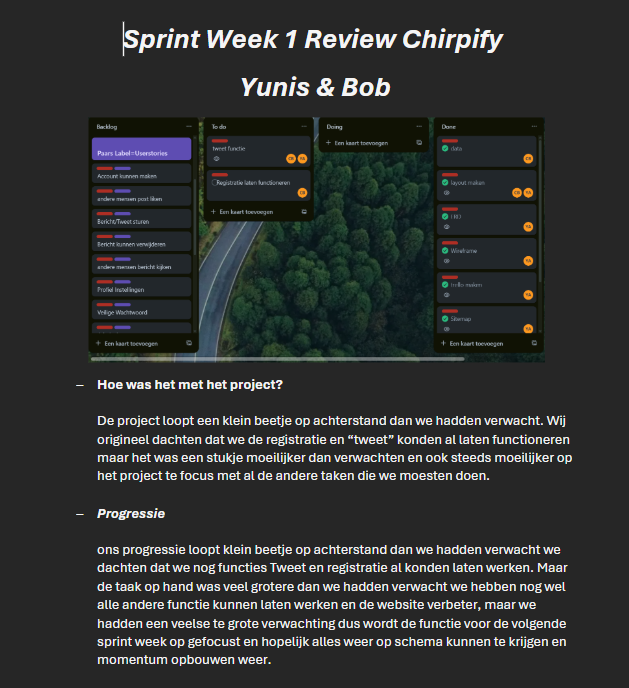 Sprint Week 1 Review Chirpify
Yunis & Bob
Backlog
Paars Label=Userstories
Account kunnen maken
andere mensen post liken
Bericht/Tweet sturen
Bericht kunnen verwijderen
andere mensen bericht kijken
Profiel Instellingen
Veilige Wachtwoord
+ Een kaart toevoegen
To do
tweet functie
Registratie laten functioneren
+ Een kaart toevoegen
Doing
+ Een kaart toevoegen
Done
data
layout maken
Wireframe
trello maken
Sitemap
+ Een kaart toevoegen
– Hoe was het met het project?
De project loopt een klein beetje op achterstand dan we hadden verwacht. Wij
origineel dachten dat we de registratie en “tweet” konden al laten functioneren
maar het was een stukje moeilijker dan verwachten en ook steeds moeilijker op
het project te focus met al de andere taken die we moesten doen.
– Progressie
ons progressie loopt klein beetje op achterstand dan we hadden verwacht we
dachten dat we nog functies Tweet en registratie al konden laten werken. Maar
de taak op hand was veel grotere dan we hadden verwacht we hebben nog wel
alle andere functie kunnen laten werken en de website verbeter, maar we
hadden een veelse te grote verwachting dus wordt de functie voor de volgende
sprint week op gefocust en hopelijk alles weer op schema kunnen te krijgen en
momentum opbouwen weer.